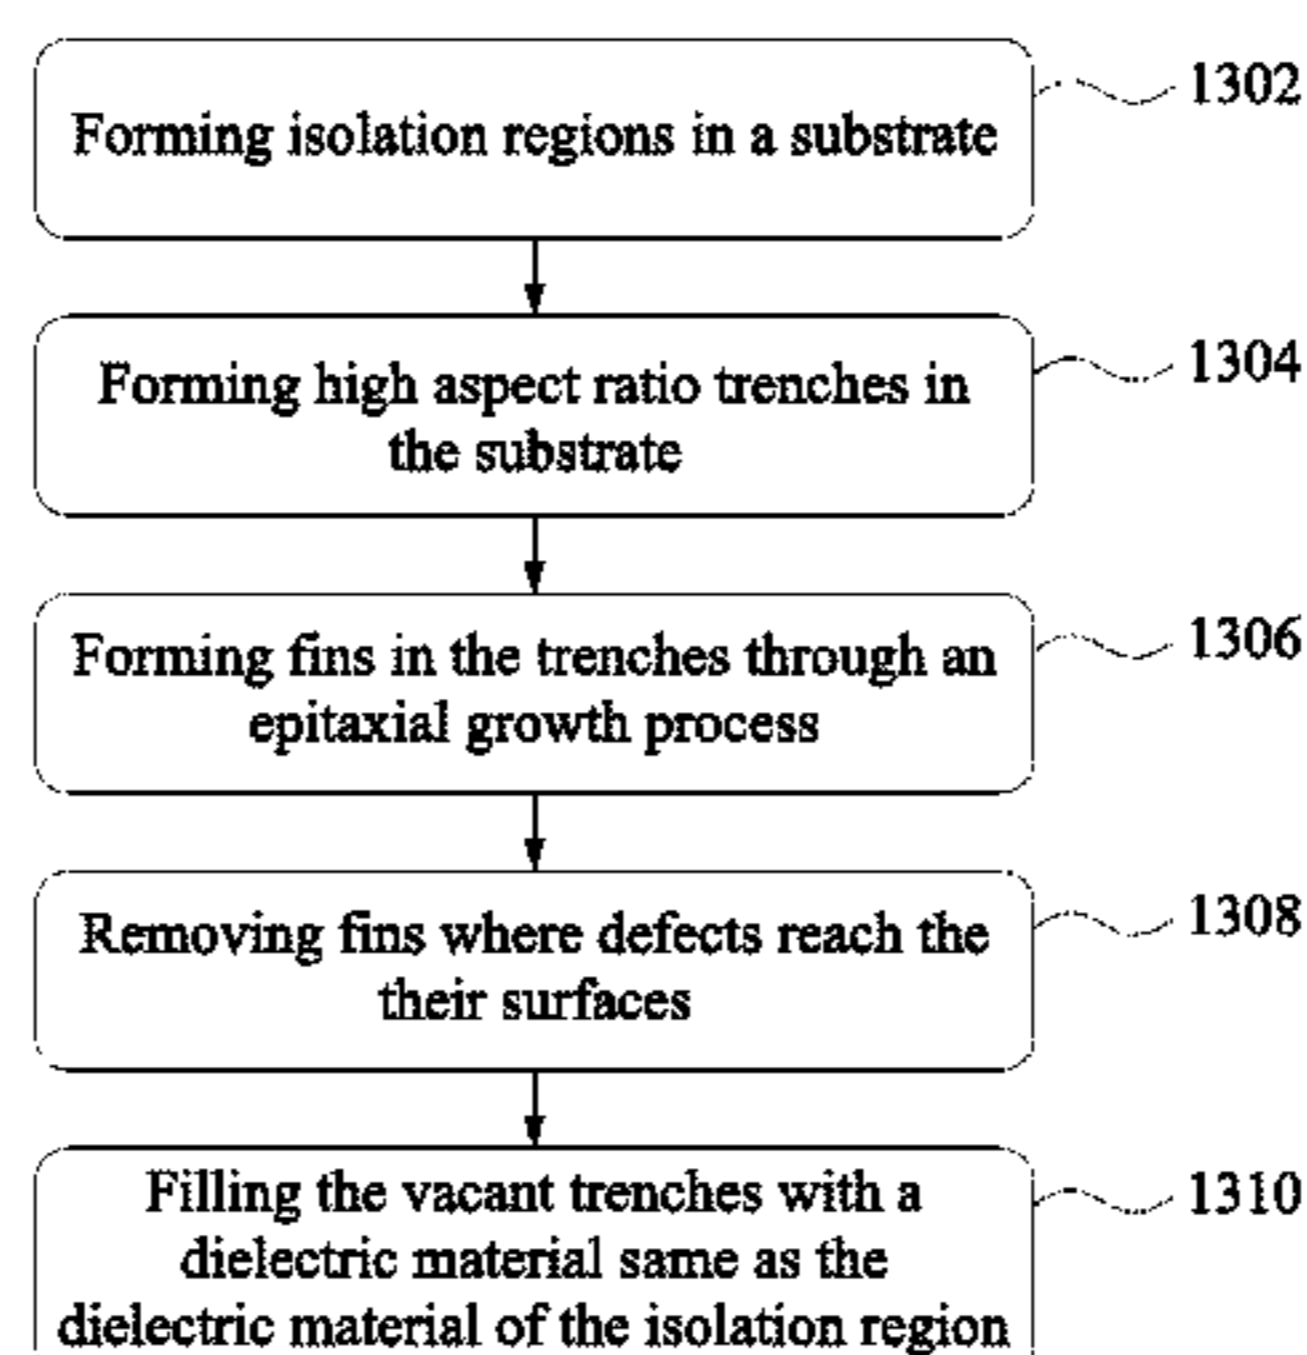 Forming isolation regions in a substrate
1302
Forming high aspect ratio trenches in
the substrate
1304
Forming fins in the trenches through an
epitaxial growth process
1306
Removing fins where defects reach the
their surfaces
1308
Filling the vacant trenches with a
dielectric material same as the
dielectric material of the isolation region
1310